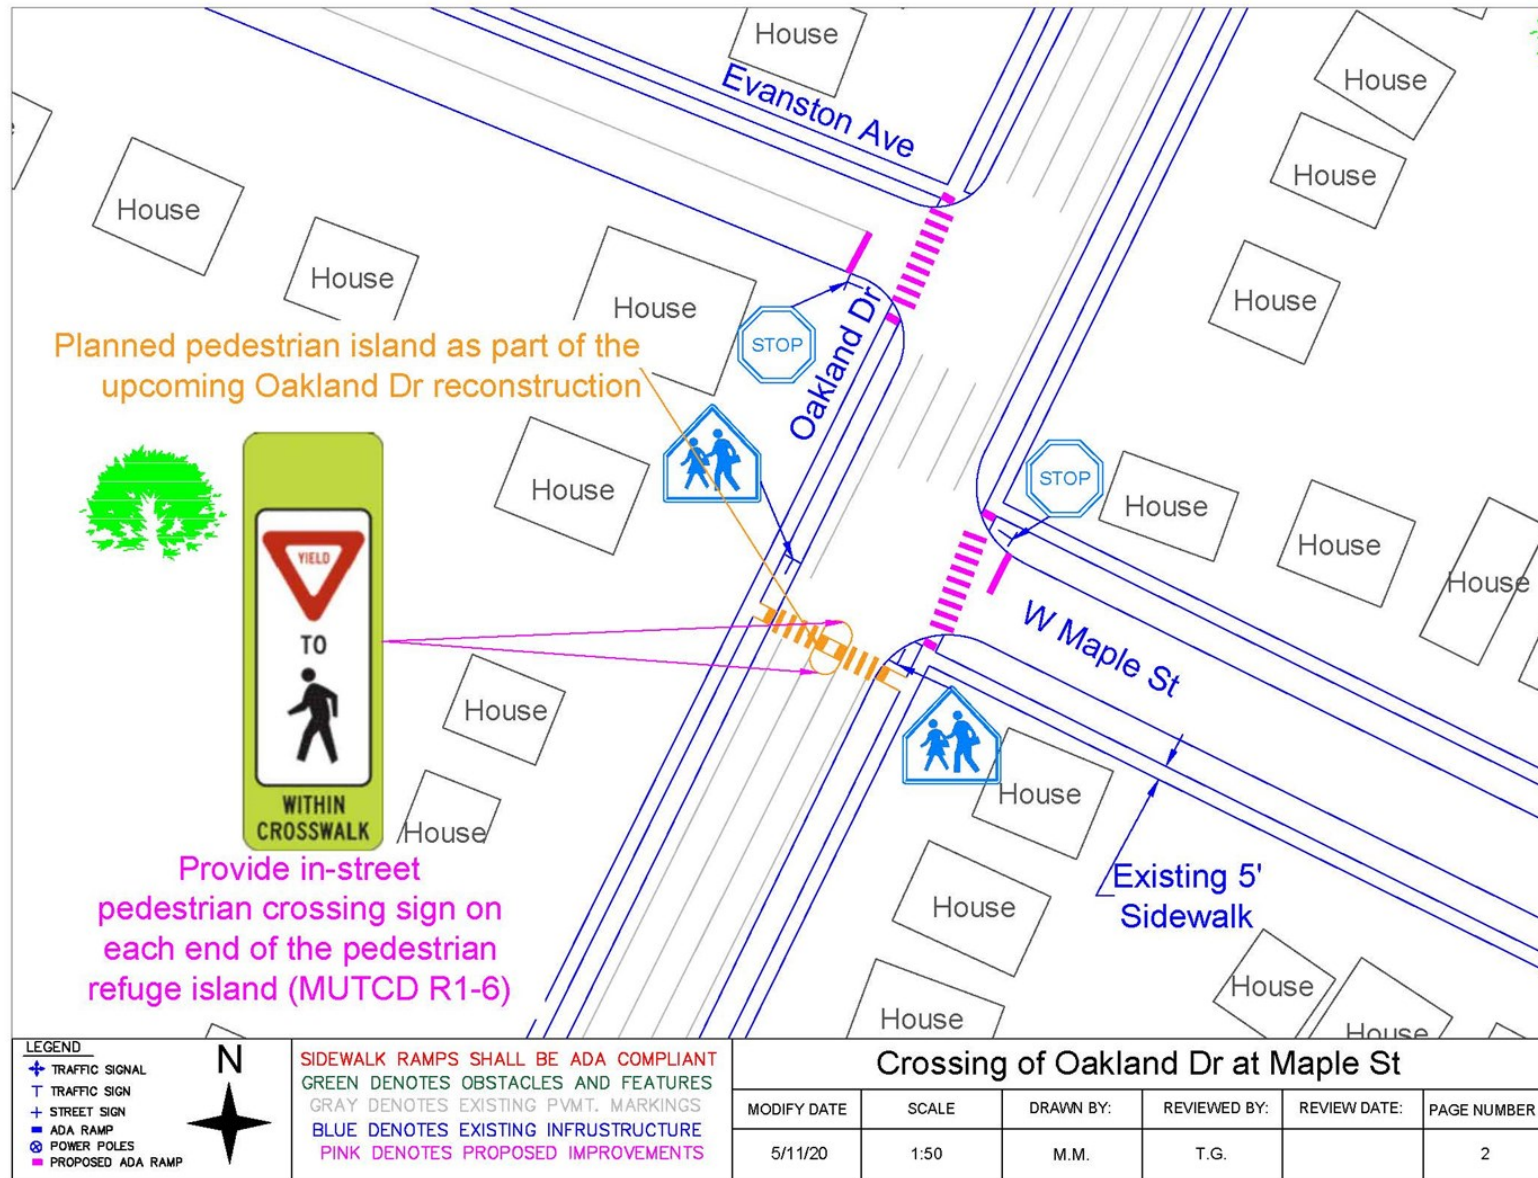 House
Evanston Ave
House
House
House
House
House
House
House
Oakland Dr
STOP
Planned pedestrian island as part of the
upcoming Oakland Dr reconstruction
House
STOP
House
House
House
YIELD
TO
WITHIN
CROSSWALK
W Maple St
House
House
House
House
House
House
House
House
Existing 5'
Sidewalk
Provide in-street
pedestrian crossing sign on
each end of the pedestrian
refuge island (MUTCD R1-6)
LEGEND
TRAFFIC SIGNAL
TRAFFIC SIGN
STREET SIGN
ADA RAMP
POWER POLES
PROPOSED ADA RAMP
N
SIDEWALK RAMPS SHALL BE ADA COMPLIANT
GREEN DENOTES OBSTACLES AND FEATURES
GRAY DENOTES EXISTING PVMT. MARKINGS
BLUE DENOTES EXISTING INFRUSTRUCTURE
PINK DENOTES PROPOSED IMPROVEMENTS
Crossing of Oakland Dr at Maple St
MODIFY DATE SCALE DRAWN BY: REVIEWED BY: REVIEW DATE: PAGE NUMBER
5/11/20 1:50 M.M. T.G. 2